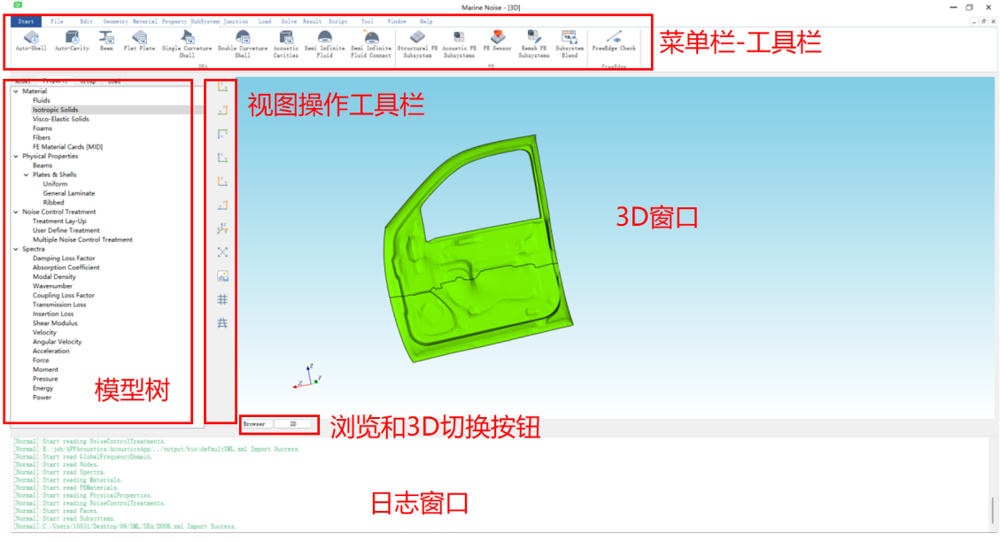 Marine Noise - [3D]
Start File Edit Geometry Material Property SubSystem Junction Load Solve Result Script Tool Window Help
Auto-Shell Auto-Cavity Beam Flat Plate Single Curvature Shell Double Curvature Shell Acoustic Cavities Semi Infinite Fluid Semi Infinite Fluid Connect Structural FE Subsystem Acoustic FE Subsystems FE Sensor Remsh FE Subsystems Subsystem Blend FreeEdge Check
SEA FE FreeEdge
菜单栏-工具栏
Model Property Group Load
Material
Fluids
Isotropic Solids
Visco-Elastic Solids
Foams
Fibers
FE Material Cards [MID]
Physical Properties
Beams
Plates & Shells
Uniform
General Laminate
Ribbed
Noise Control Treatment
Treatment Lay-Up
User Define Treatment
Multiple Noise Control Treatment
Spectra
Damping Loss Factor
Absorption Coefficient
Modal Density
Wavenumber
Coupling Loss Factor
Transmission Loss
Insertion Loss
Shear Modulus
Velocity
Angular Velocity
Acceleration
Force
Moment
Pressure
Energy
Power
模型树
视图操作工具栏
3D窗口
Z
Y
X
Browser 3D
浏览和3D切换按钮
[Normal]:Start reading NoiseControlTreatments.
[Normal]:E:/job/APPAcoustics/AcousticsApp/../output/bin\defaultXML.xml Import Success.
[Normal]:Start read GlobalFrequencyDomain.
[Normal]:Start read Nodes.
[Normal]:Start read Spectra.
[Normal]:Start reading Materials.
[Normal]:Start read FEMaterials.
[Normal]:Start reading PhysicalProperties.
[Normal]:Start reading NoiseControlTreatments.
[Normal]:Start read Faces.
[Normal]:Start read Subsystems.
[Normal]:C:/Users/15531/Desktop/09/XML/SEA/DOOR.xml Import Success.
日志窗口